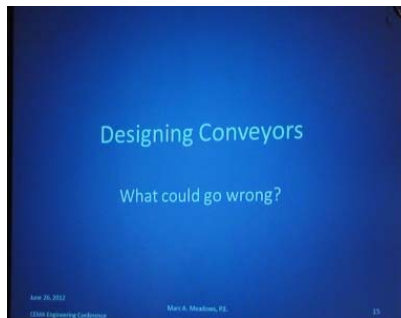 Designing Conveyors
What could go wrong?
June 26, 2012
CEMA Engineering Conference
Marc A. Meadows, P.E.
15